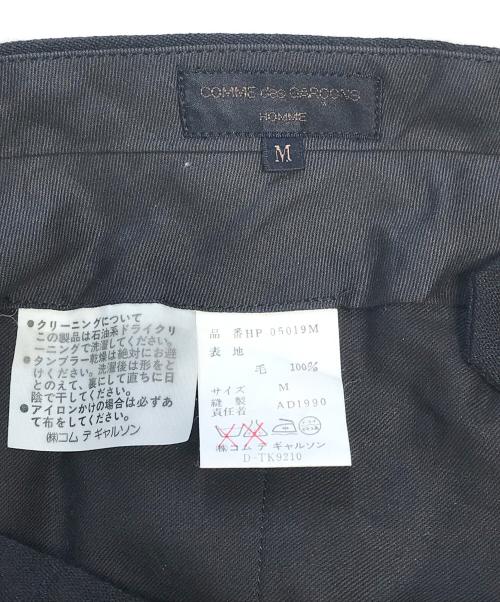 COMME des GARÇONS
HOMME
M
●クリーニングについて
この製品は石油系ドライクリ
ーニングで洗濯してください。
●タンブラー乾燥は絶対にお避
けください。洗濯後は形をと
とのえて、裏にして直ちに日
陰で干してください。
●アイロンかけの場合は必ずあ
て布をしてください。
㈱コム デ ギャルソン
品 番HP 05019M
表 地
毛 100%
サイズ M
縫 製
責任者 AD1990
㈱コム デ ギャルソン
D-TK9210